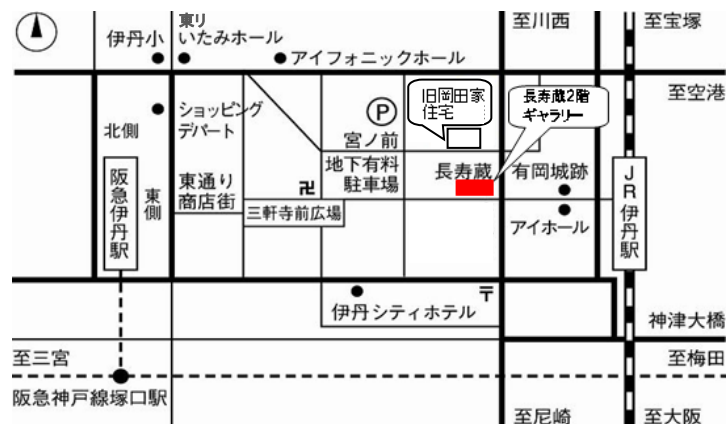 至川西
至宝塚
東リ
いたみホール
伊丹小
アイフォニックホール
至空港
旧岡田家
住宅
長寿蔵2階
ギャラリー
P
ショッピング
デパート
北側
宮ノ前
地下有料
駐車場
長寿蔵
有岡城跡
JR伊丹駅
阪急伊丹駅
東側
東通り
商店街
卍
三軒寺前広場
アイホール
伊丹シティホテル
〒
神津大橋
至三宮
至梅田
阪急神戸線塚口駅
至尼崎
至大阪